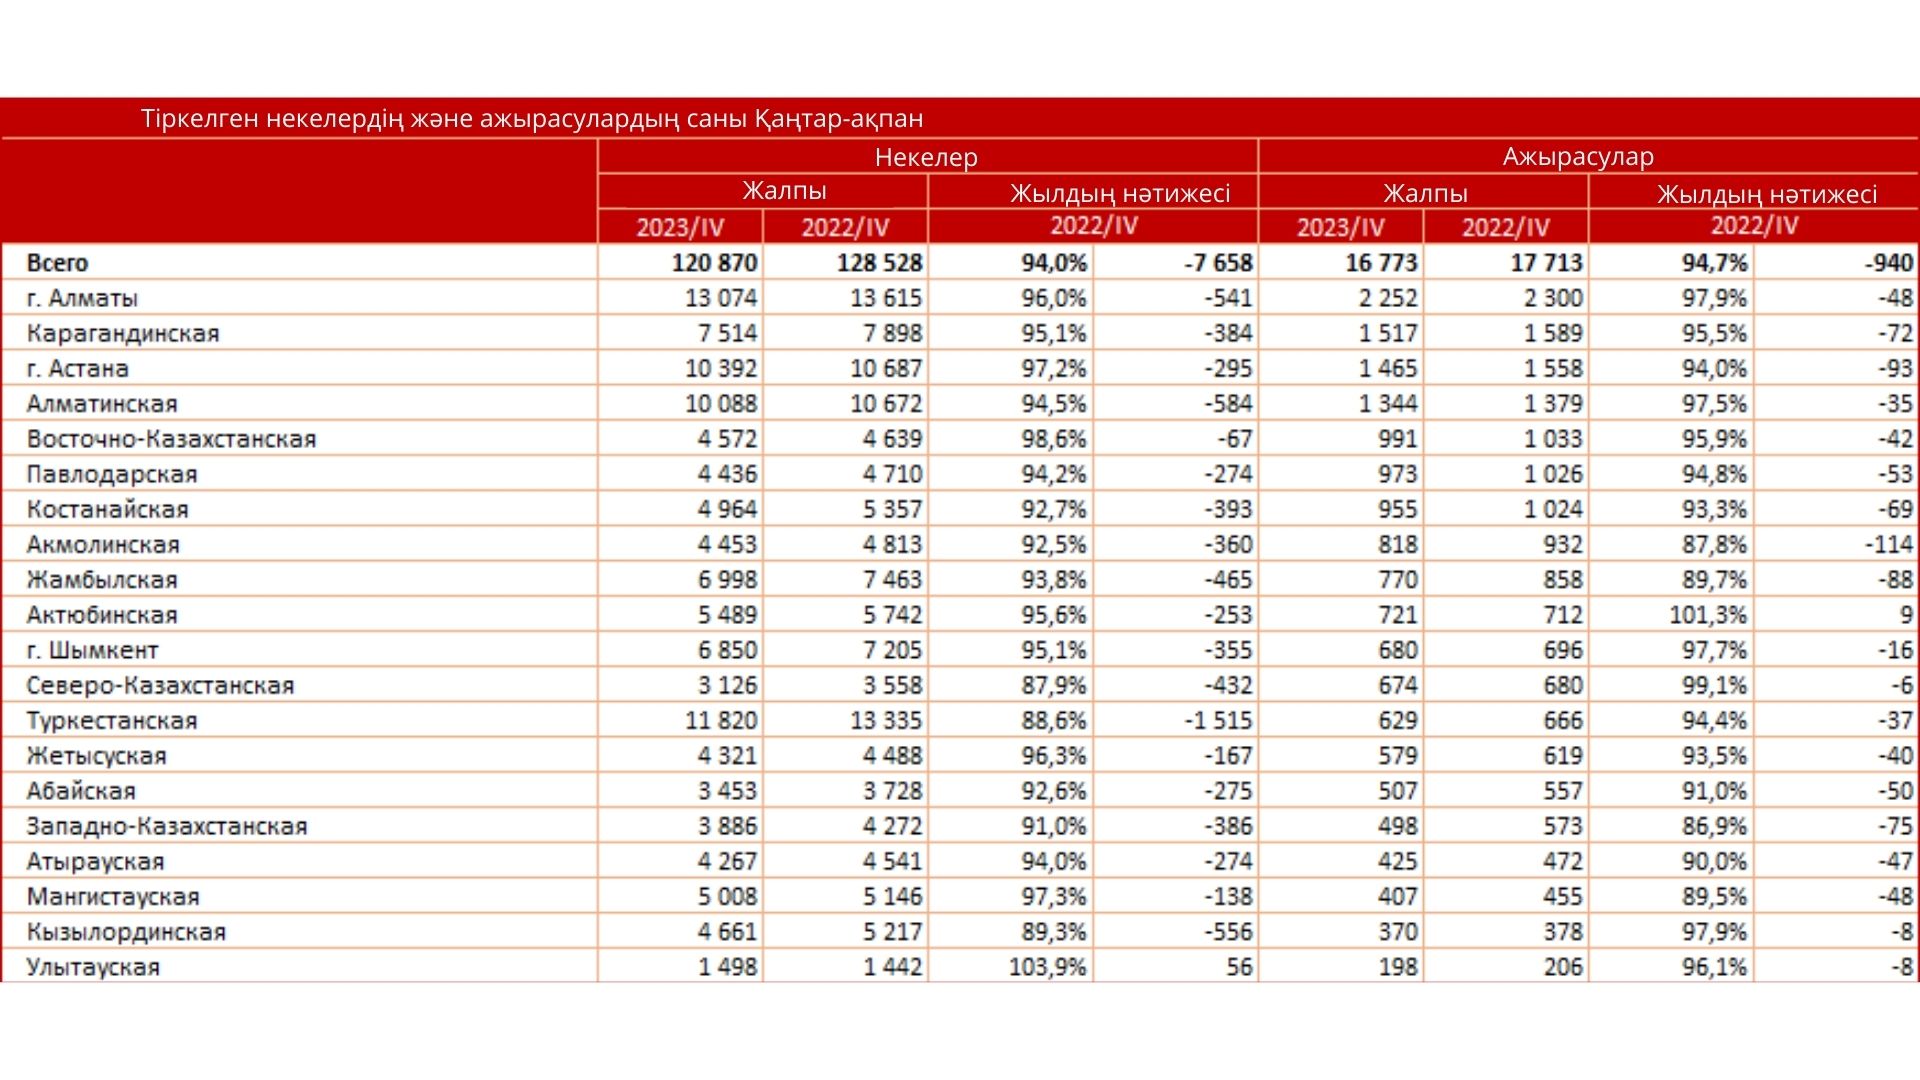 Тіркелген некелердің және ажырасулардың саны Қаңтар-ақпан
Некелер Ажырасулар
Жалпы Жылдың нәтижесі Жалпы Жылдың нәтижесі
2023/IV 2022/IV 2022/IV 2023/IV 2022/IV 2022/IV
Всего 120 870 128 528 94,0% -7 658 16 773 17 713 94,7% -940
г. Алматы 13 074 13 615 96,0% -541 2 252 2 300 97,9% -48
Карагандинская 7 514 7 898 95,1% -384 1 517 1 589 95,5% -72
г. Астана 10 392 10 687 97,2% -295 1 465 1 558 94,0% -93
Алматинская 10 088 10 672 94,5% -584 1 344 1 379 97,5% -35
Восточно-Казахстанская 4 572 4 639 98,6% -67 991 1 033 95,9% -42
Павлодарская 4 436 4 710 94,2% -274 973 1 026 94,8% -53
Костанайская 4 964 5 357 92,7% -393 955 1 024 93,3% -69
Акмолинская 4 453 4 813 92,5% -360 818 932 87,8% -114
Жамбылская 6 998 7 463 93,8% -465 770 858 89,7% -88
Актюбинская 5 489 5 742 95,6% -253 721 712 101,3% 9
г. Шымкент 6 850 7 205 95,1% -355 680 696 97,7% -16
Северо-Казахстанская 3 126 3 558 87,9% -432 674 680 99,1% -6
Туркестанская 11 820 13 335 88,6% -1 515 629 666 94,4% -37
Жетысуская 4 321 4 488 96,3% -167 579 619 93,5% -40
Абайская 3 453 3 728 92,6% -275 507 557 91,0% -50
Западно-Казахстанская 3 886 4 272 91,0% -386 498 573 86,9% -75
Атырауская 4 267 4 541 94,0% -274 425 472 90,0% -47
Мангистауская 5 008 5 146 97,3% -138 407 455 89,5% -48
Кызылординская 4 661 5 217 89,3% -556 370 378 97,9% -8
Улытауская 1 498 1 442 103,9% 56 198 206 96,1% -8